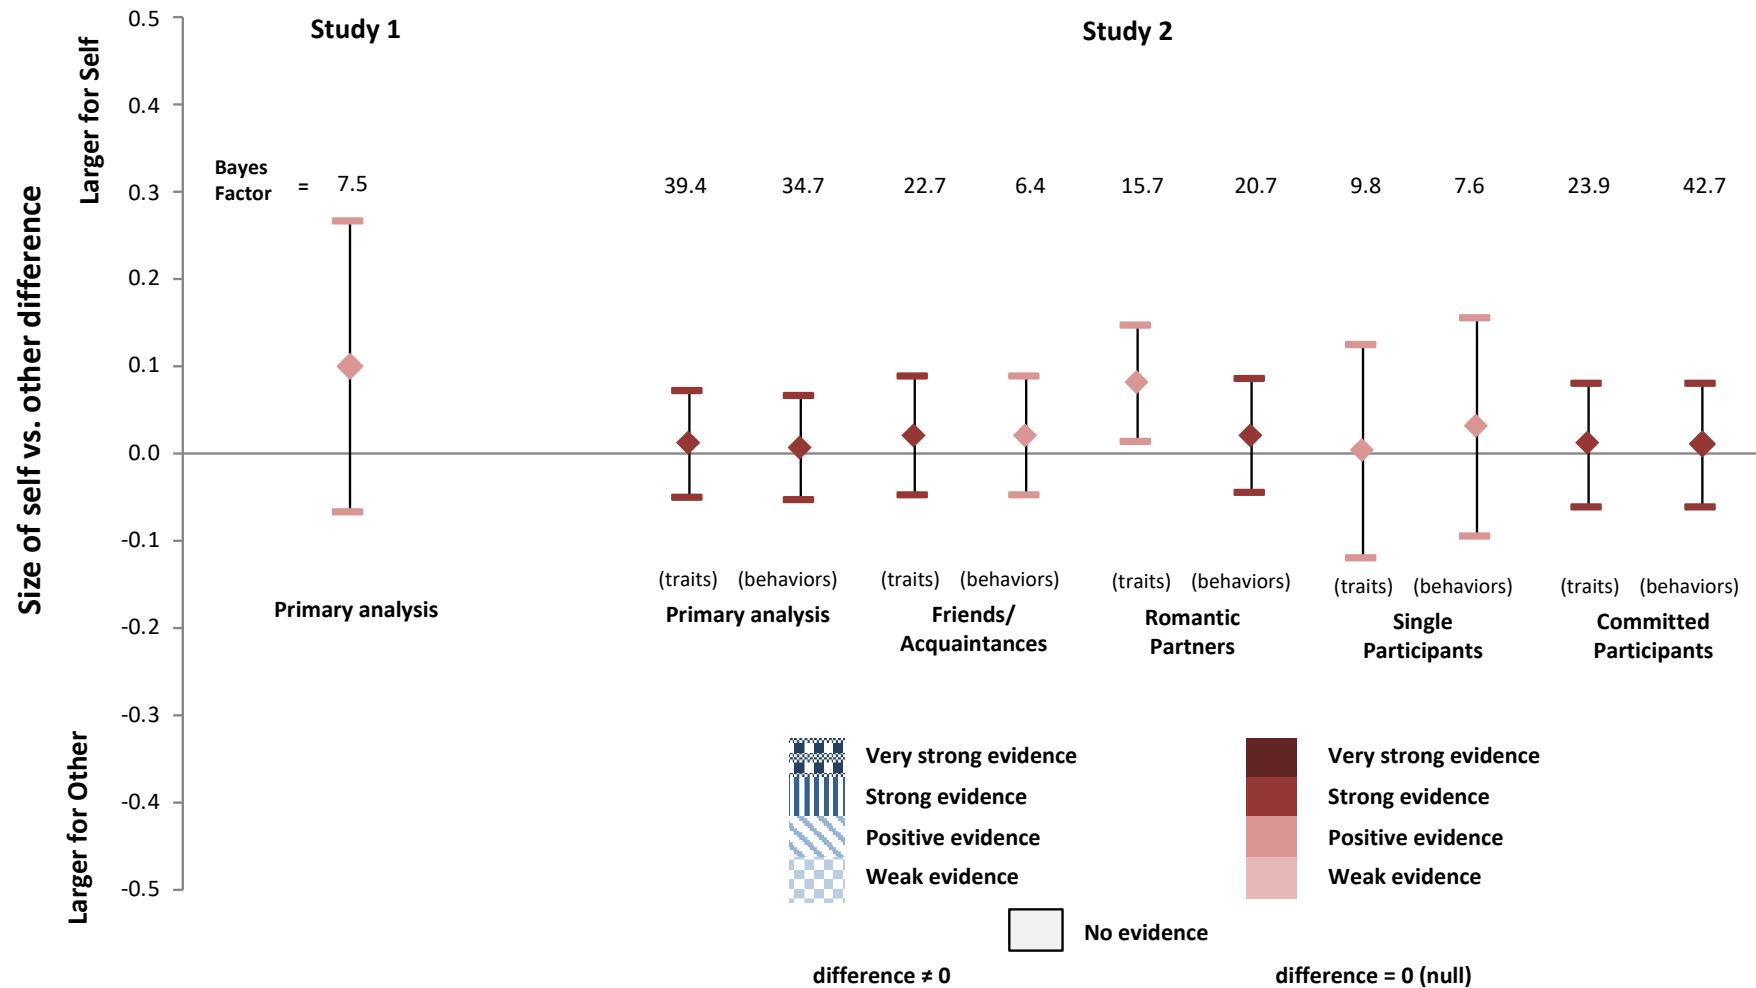 Study 1
Study 2
Larger for Self
Size of self vs. other difference
Larger for Other
0.5
0.4
0.3
0.2
0.1
0.0
-0.1
-0.2
-0.3
-0.4
-0.5
Bayes
Factor = 7.5
39.4 34.7 22.7 6.4 15.7 20.7 9.8 7.6 23.9 42.7
(traits) (behaviors) (traits) (behaviors) (traits) (behaviors) (traits) (behaviors) (traits) (behaviors)
Primary analysis
Primary analysis
Friends/
Acquaintances
Romantic
Partners
Single
Participants
Committed
Participants
Very strong evidence
Strong evidence
Positive evidence
Weak evidence
Very strong evidence
Strong evidence
Positive evidence
Weak evidence
No evidence
difference ≠ 0
difference = 0 (null)